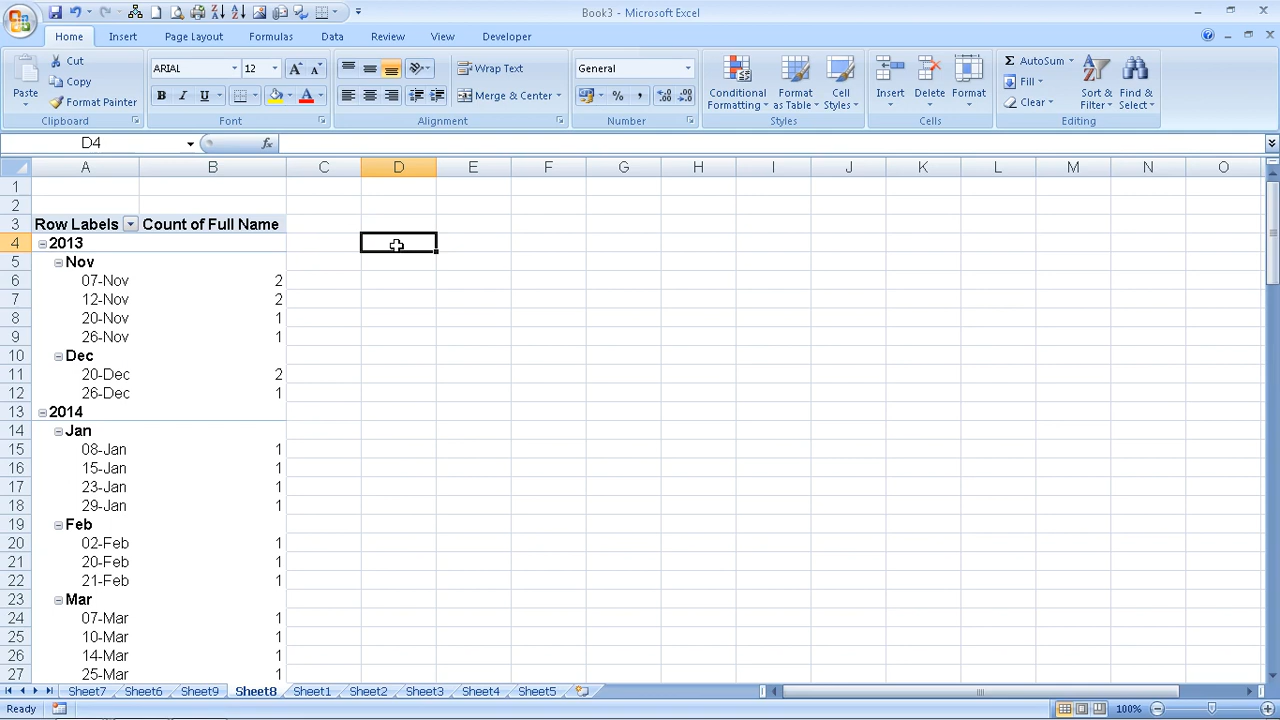 Book3 - Microsoft Excel
Home Insert Page Layout Formulas Data Review View Developer
Paste Cut Copy Format Painter Clipboard
ARIAL 12 B I U A Font
Wrap Text Merge & Center Alignment
General % , Number
Conditional Formatting Format as Table Cell Styles Styles
Insert Delete Format Cells
Σ AutoSum Fill Clear Sort & Filter Find & Select Editing
D4 fx
A B C D E F G H I J K L M N O
1
2
3 Row Labels Count of Full Name
4 2013
5 Nov
6 07-Nov 2
7 12-Nov 2
8 20-Nov 1
9 26-Nov 1
10 Dec
11 20-Dec 2
12 26-Dec 1
13 2014
14 Jan
15 08-Jan 1
16 15-Jan 1
17 23-Jan 1
18 29-Jan 1
19 Feb
20 02-Feb 1
21 20-Feb 1
22 21-Feb 1
23 Mar
24 07-Mar 1
25 10-Mar 1
26 14-Mar 1
27 25-Mar 1
Sheet7 Sheet6 Sheet9 Sheet8 Sheet1 Sheet2 Sheet3 Sheet4 Sheet5
Ready 100%